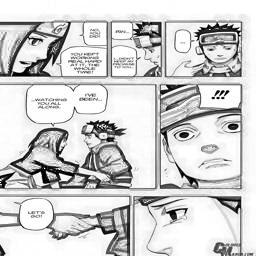 ...
RIN...
I... DIDN'T
KEEP MY
PROMISE
TO YOU...
NO,
YOU
DID!
YOU KEPT
WORKING
REAL HARD
AT IT, THE
WHOLE
TIME!
!!!
I'VE
BEEN...
...WATCHING
YOU ALL
ALONG.
LET'S
GO!